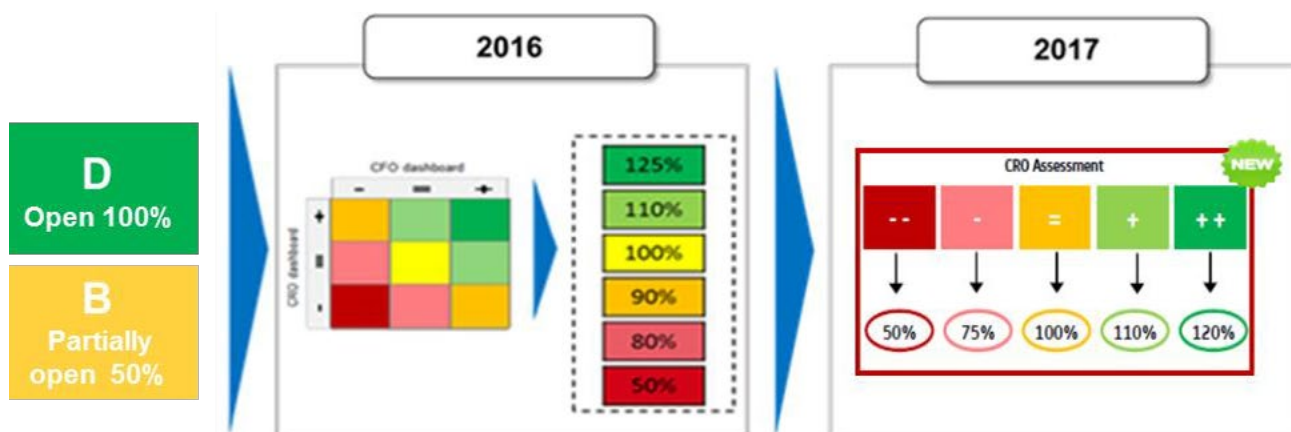 D
Open 100%
B
Partially
open 50%
2016
CFO dashboard
- = +
CRO dashboard
+
=
-
125%
110%
100%
90%
80%
50%
2017
NEW
CRO Assessment
-- - = + ++
50% 75% 100% 110% 120%